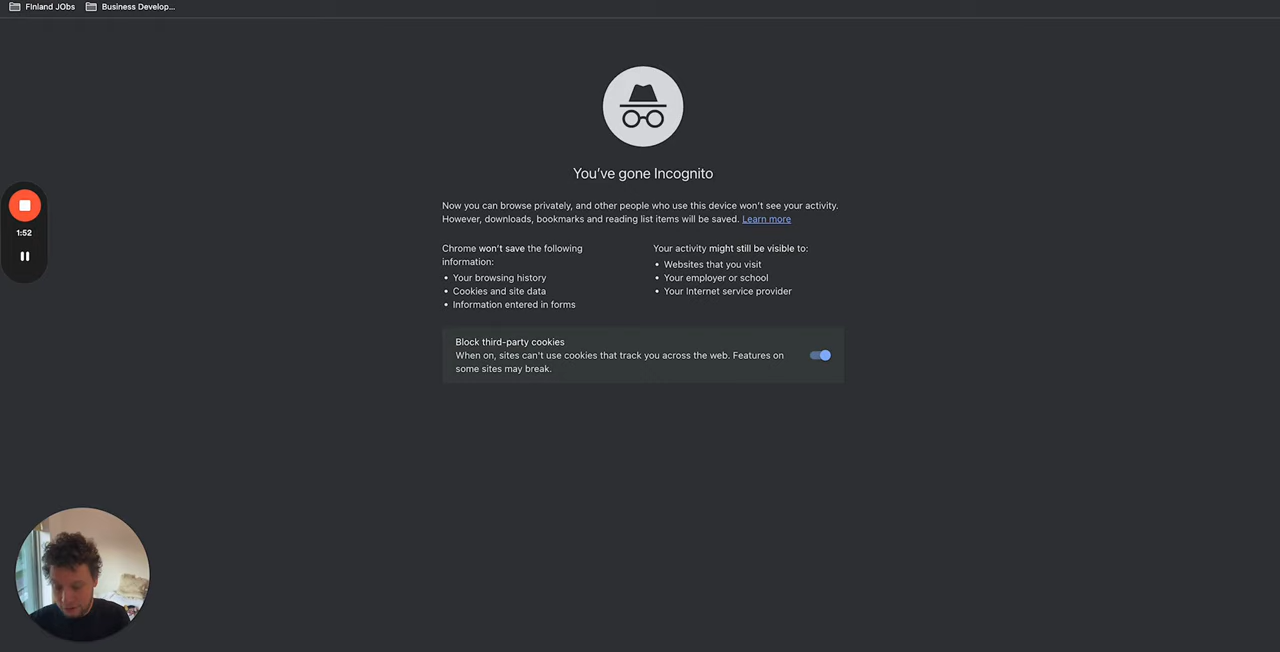 FInland JObs
Business Develop...
1:52
You've gone Incognito
Now you can browse privately, and other people who use this device won't see your activity.
However, downloads, bookmarks and reading list items will be saved. Learn more
Chrome won't save the following
information:
• Your browsing history
• Cookies and site data
• Information entered in forms
Your activity might still be visible to:
• Websites that you visit
• Your employer or school
• Your Internet service provider
Block third-party cookies
When on, sites can't use cookies that track you across the web. Features on
some sites may break.